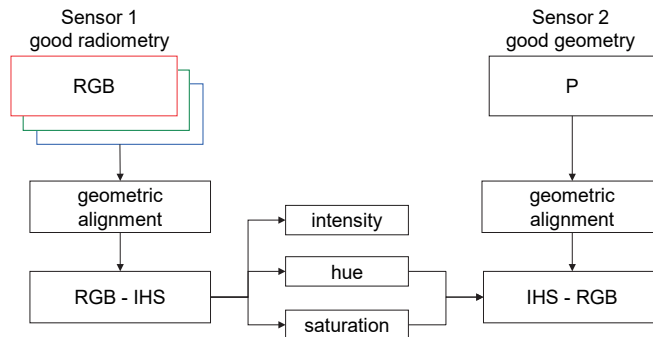 Sensor 1
good radiometry
Sensor 2
good geometry
RGB
P
geometric
alignment
geometric
alignment
intensity
hue
RGB - IHS
IHS - RGB
saturation